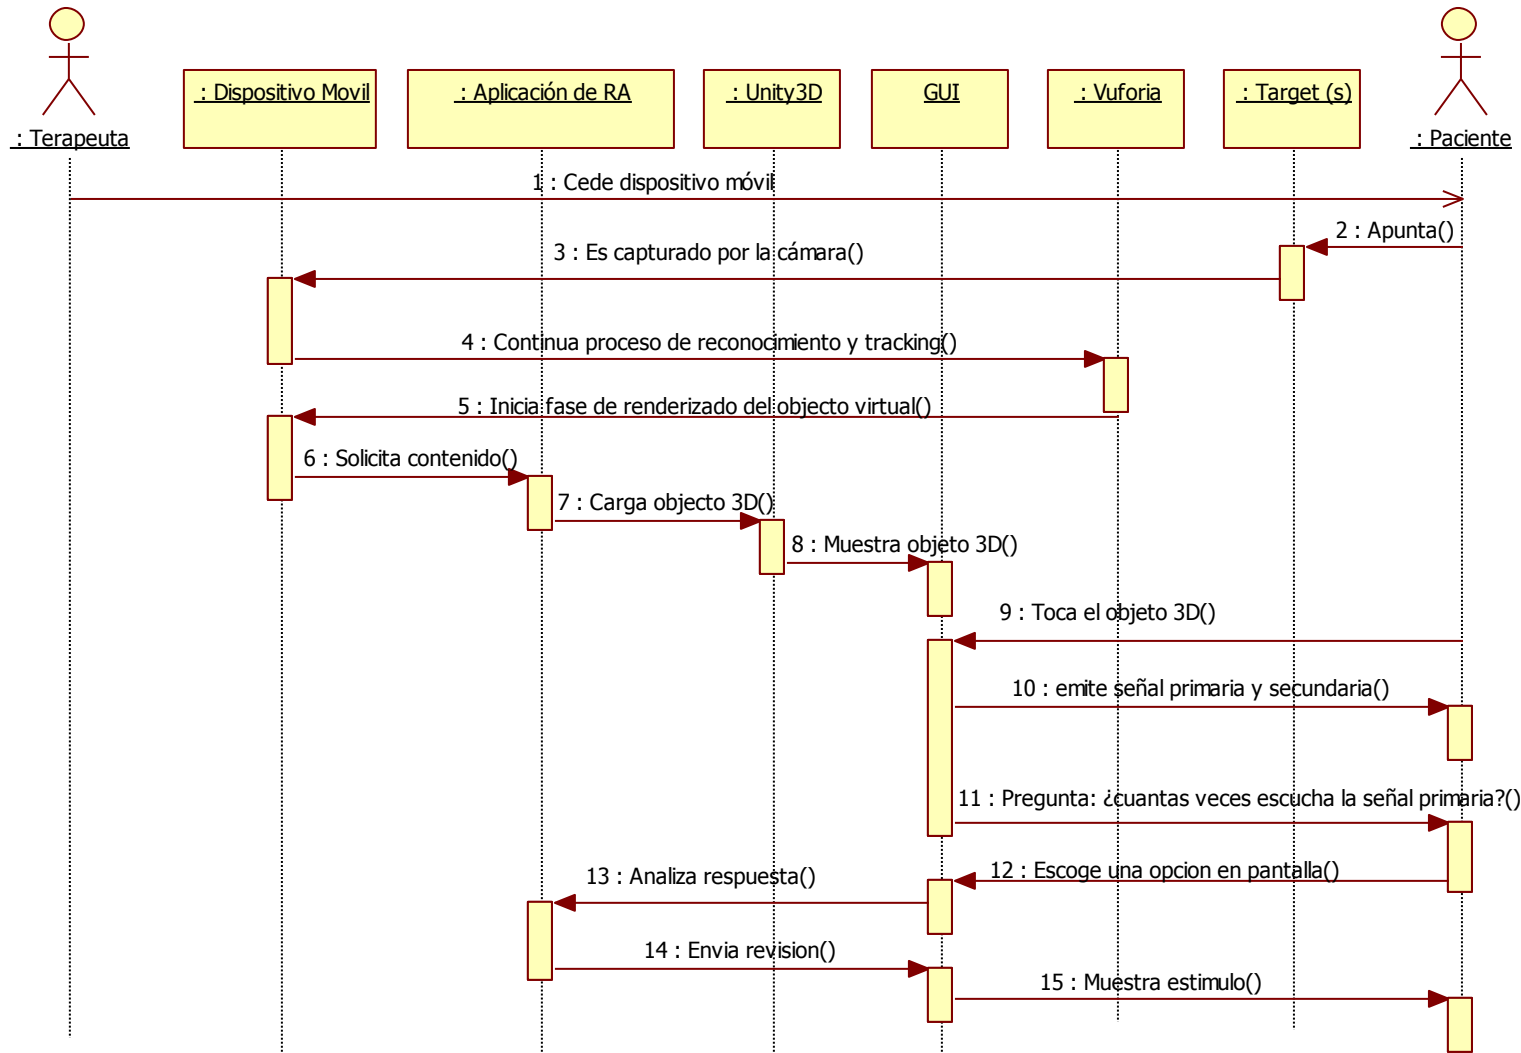 : Terapeuta
: Dispositivo Movil
: Aplicación de RA
: Unity3D
GUI
: Vuforia
: Target (s)
: Paciente
1 : Cede dispositivo móvil
2 : Apunta()
3 : Es capturado por la cámara()
4 : Continua proceso de reconocimiento y tracking()
5 : Inicia fase de renderizado del objecto virtual()
6 : Solicita contenido()
7 : Carga objecto 3D()
8 : Muestra objeto 3D()
9 : Toca el objeto 3D()
10 : emite señal primaria y secundaria()
11 : Pregunta: ¿cuantas veces escucha la señal primaria?()
12 : Escoge una opcion en pantalla()
13 : Analiza respuesta()
14 : Envia revision()
15 : Muestra estimulo()